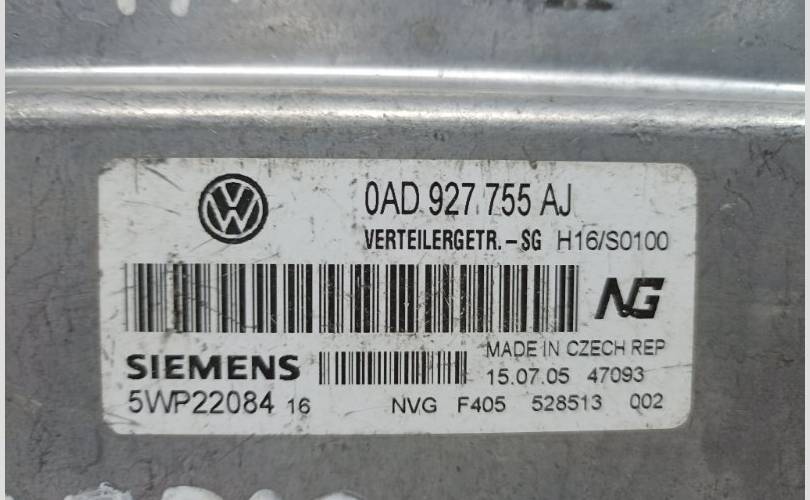 0AD 927 755 AJ
VERTEILERGETR.-SG H16/S0100
NG
SIEMENS
MADE IN CZECH REP
15.07.05 47093
5WP22084 16
NVG F405 528513 002